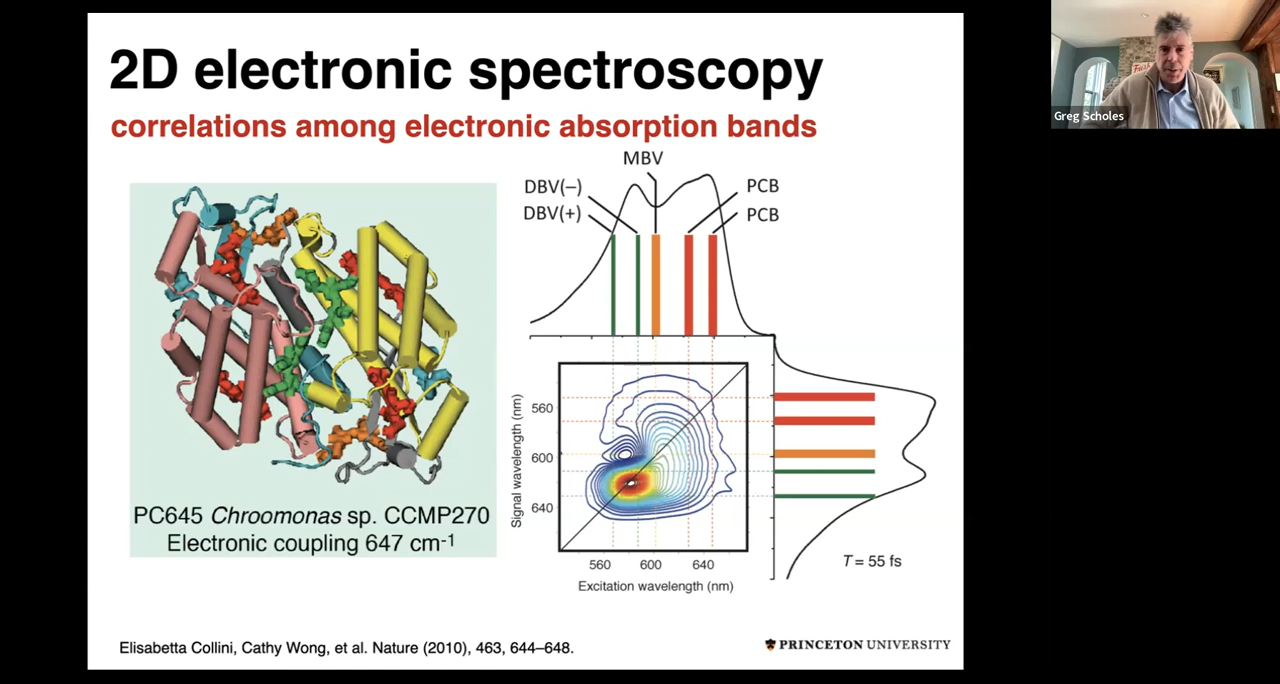 2D electronic spectroscopy
correlations among electronic absorption bands
MBV
DBV(–)
DBV(+)
PCB
PCB
PC645 Chroomonas sp. CCMP270
Electronic coupling 647 cm-1
Signal wavelength (nm)
560
600
640
560 600 640
Excitation wavelength (nm)
T = 55 fs
Elisabetta Collini, Cathy Wong, et al. Nature (2010), 463, 644–648.
PRINCETON UNIVERSITY
Greg Scholes